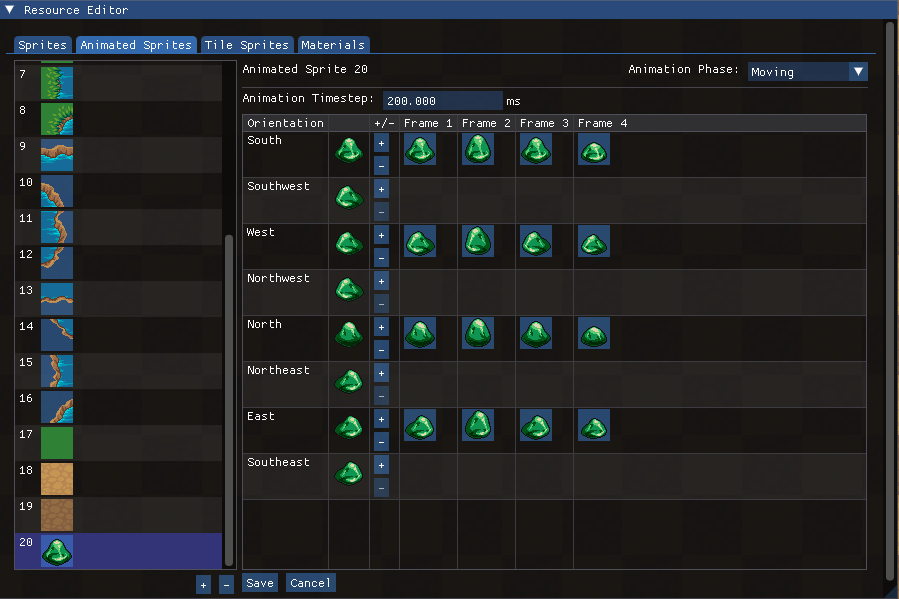 Resource Editor
Sprites Animated Sprites Tile Sprites Materials
Animated Sprite 20 Animation Phase: Moving
Animation Timestep: 200.000 ms
Orientation +/- Frame 1 Frame 2 Frame 3 Frame 4
South + -
Southwest + -
West + -
Northwest + -
North + -
Northeast + -
East + -
Southeast + -
7
8
9
10
11
12
13
14
15
16
17
18
19
20
+ - Save Cancel